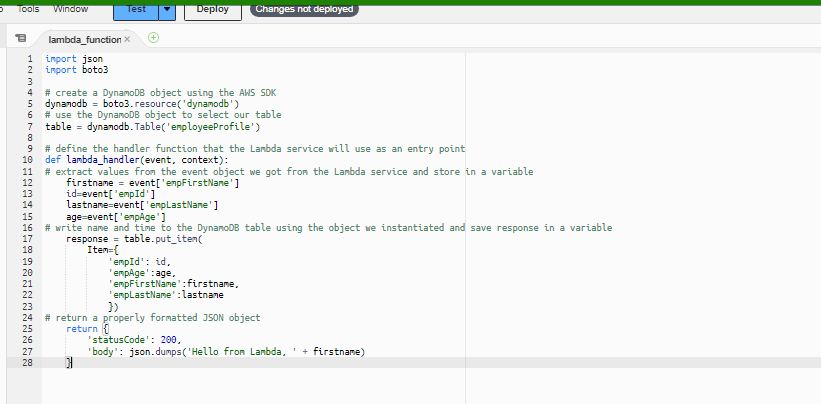 Tools Window Test Deploy Changes not deployed
lambda_function ×
1 import json
2 import boto3
3
4 # create a DynamoDB object using the AWS SDK
5 dynamodb = boto3.resource('dynamodb')
6 # use the DynamoDB object to select our table
7 table = dynamodb.Table('employeeProfile')
8
9 # define the handler function that the Lambda service will use as an entry point
10 def lambda_handler(event, context):
11 # extract values from the event object we got from the Lambda service and store in a variable
12     firstname = event['empFirstName']
13     id=event['empId']
14     lastname=event['empLastName']
15     age=event['empAge']
16 # write name and time to the DynamoDB table using the object we instantiated and save response in a variable
17     response = table.put_item(
18         Item={
19             'empId': id,
20             'empAge':age,
21             'empFirstName':firstname,
22             'empLastName':lastname
23             })
24 # return a properly formatted JSON object
25     return {
26         'statusCode': 200,
27         'body': json.dumps('Hello from Lambda, ' + firstname)
28     }